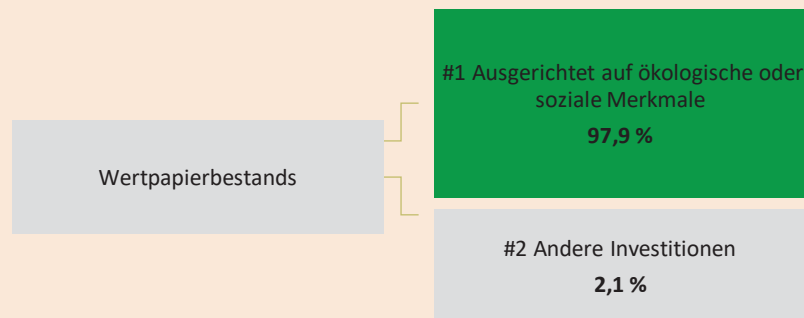 #1 Ausgerichtet auf ökologische oder
soziale Merkmale
97,9 %
Wertpapierbestands
#2 Andere Investitionen
2,1 %